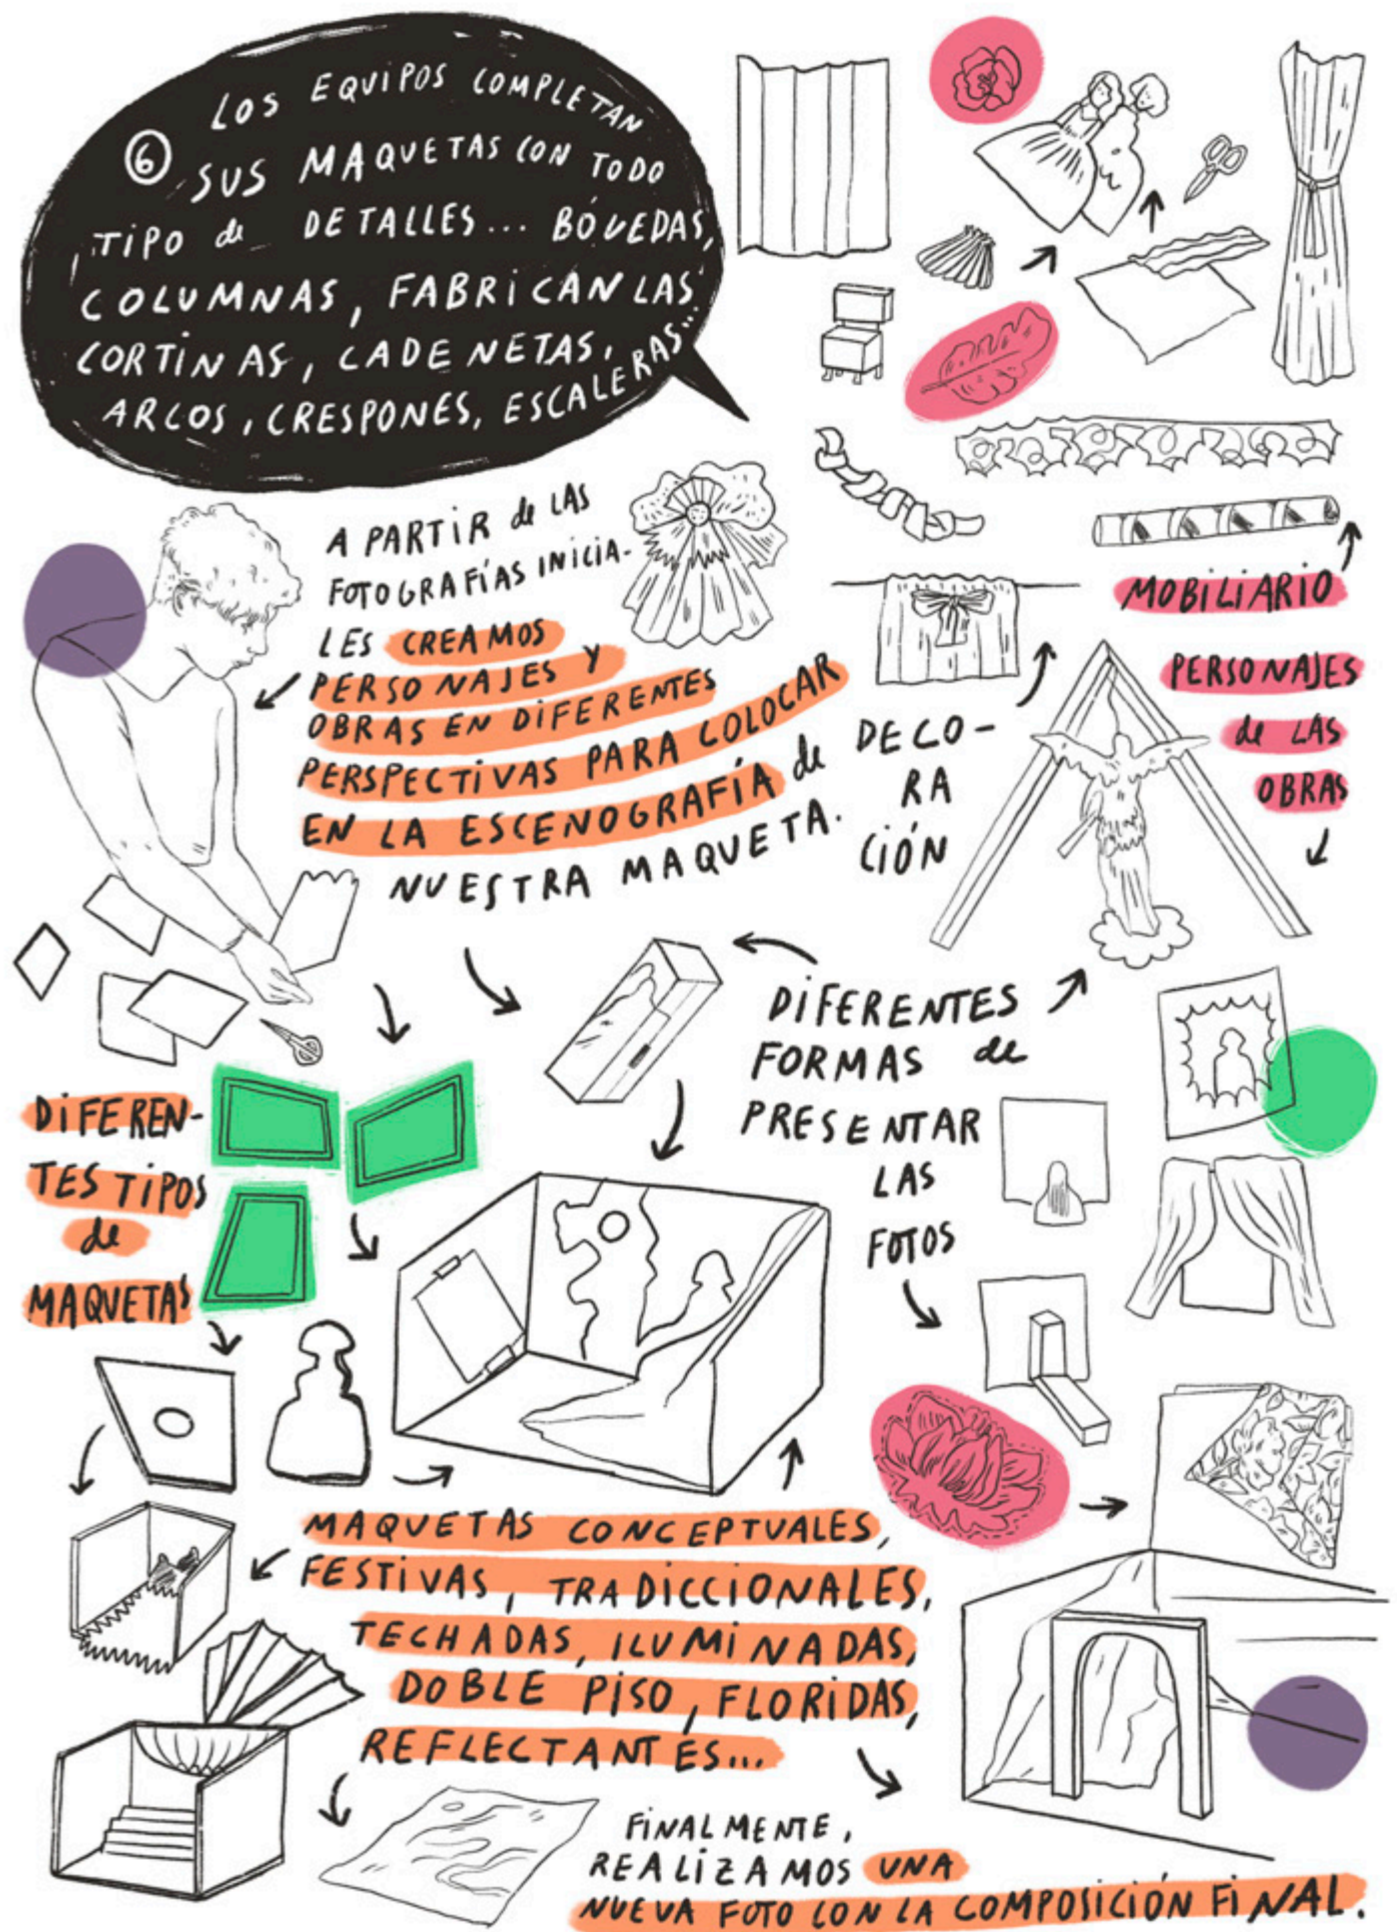 LOS EQUIPOS COMPLETAN
6 SUS MAQUETAS CON TODO
TIPO de DETALLES... BÓVEDAS,
COLUMNAS, FABRICAN LAS
CORTINAS, CADENETAS,
ARCOS, CRESPONES, ESCALERAS...
A PARTIR de LAS
FOTOGRAFÍAS INICIA-
LES CREAMOS
PERSONAJES Y
OBRAS EN DIFERENTES
PERSPECTIVAS PARA COLOCAR
EN LA ESCENOGRAFÍA de
NUESTRA MAQUETA.
MOBILIARIO
PERSONAJES
de LAS
OBRAS
DECO-
RA
CIÓN
DIFERENTES
FORMAS de
PRESENTAR
LAS
FOTOS
DIFEREN-
TES TIPOS
de
MAQUETAS
MAQUETAS CONCEPTUALES,
FESTIVAS, TRADICCIONALES,
TECHADAS, ILUMINADAS,
DOBLE PISO, FLORIDAS,
REFLECTANTES...
FINALMENTE,
REALIZAMOS UNA
NUEVA FOTO CON LA COMPOSICIÓN FINAL.